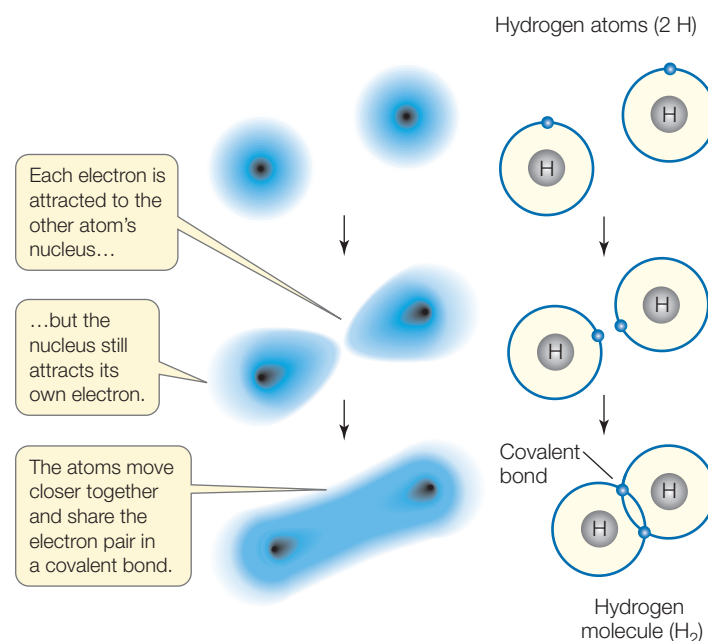 Hydrogen atoms (2 H)
H
H
Each electron is
attracted to the
other atom's
nucleus…
…but the
nucleus still
attracts its
own electron.
H
H
The atoms move
closer together
and share the
electron pair in
a covalent bond.
Covalent
bond
H
H
Hydrogen
molecule (H₂)